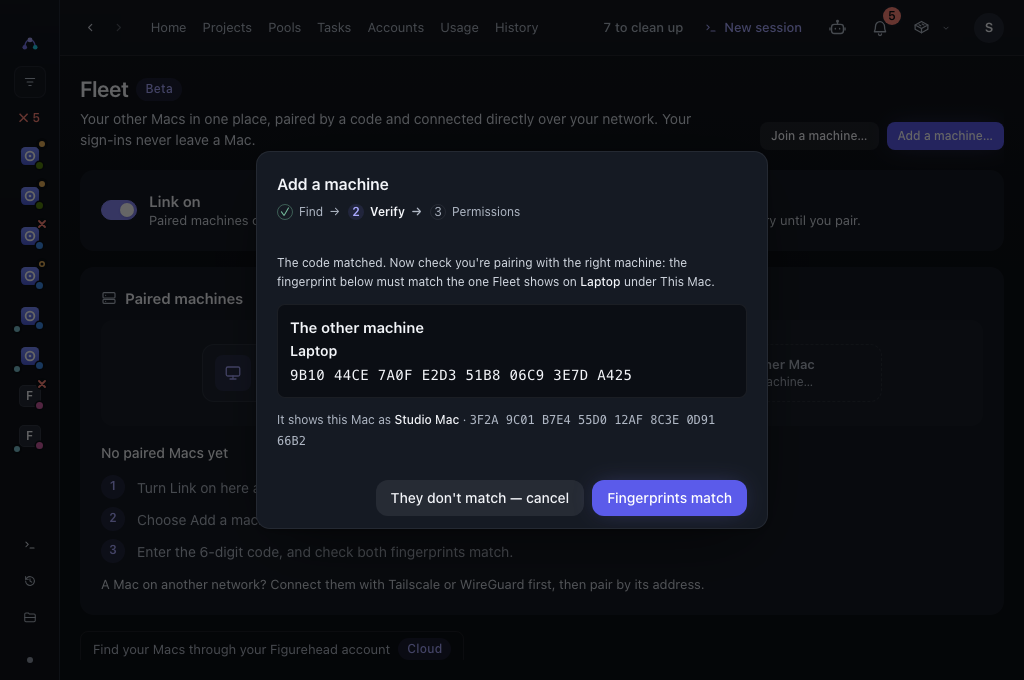 Home Projects Pools Tasks Accounts Usage History 7 to clean up New session 5 S
Fleet Beta
Your other Macs in one place, paired by a code and connected directly over your network. Your
sign-ins never leave a Mac.
Join a machine... Add a machine...
5
Link on
Paired machines
until you pair.
Paired machines
Add a machine
Find → 2 Verify → 3 Permissions
The code matched. Now check you're pairing with the right machine: the
fingerprint below must match the one Fleet shows on Laptop under This Mac.
The other machine
Laptop
9B10 44CE 7A0F E2D3 51B8 06C9 3E7D A425
It shows this Mac as Studio Mac · 3F2A 9C01 B7E4 55D0 12AF 8C3E 0D91
66B2
They don't match — cancel Fingerprints match
Mac
F
F
No paired Macs yet
1 Turn Link on here
2 Choose Add a
3 Enter the 6-digit code, and check both fingerprints match.
A Mac on another network? Connect them with Tailscale or WireGuard first, then pair by its address.
Find your Macs through your Figurehead account Cloud